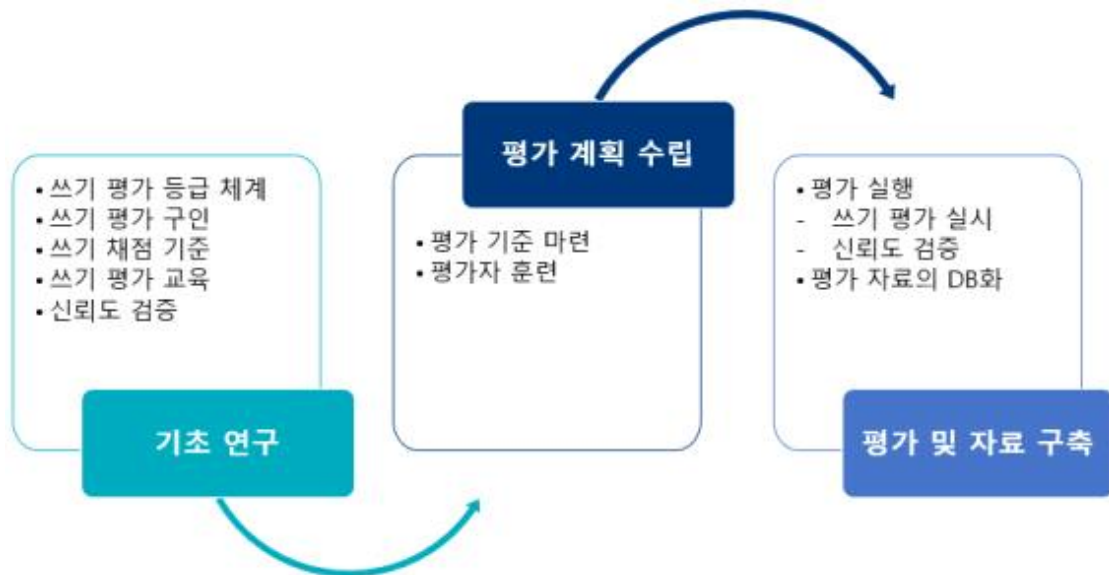 • 쓰기 평가 등급 체계
• 쓰기 평가 구인
• 쓰기 채점 기준
• 쓰기 평가 교육
• 신뢰도 검증
기초 연구
평가 계획 수립
• 평가 기준 마련
• 평가자 훈련
• 평가 실행
- 쓰기 평가 실시
- 신뢰도 검증
• 평가 자료의 DB화
평가 및 자료 구축